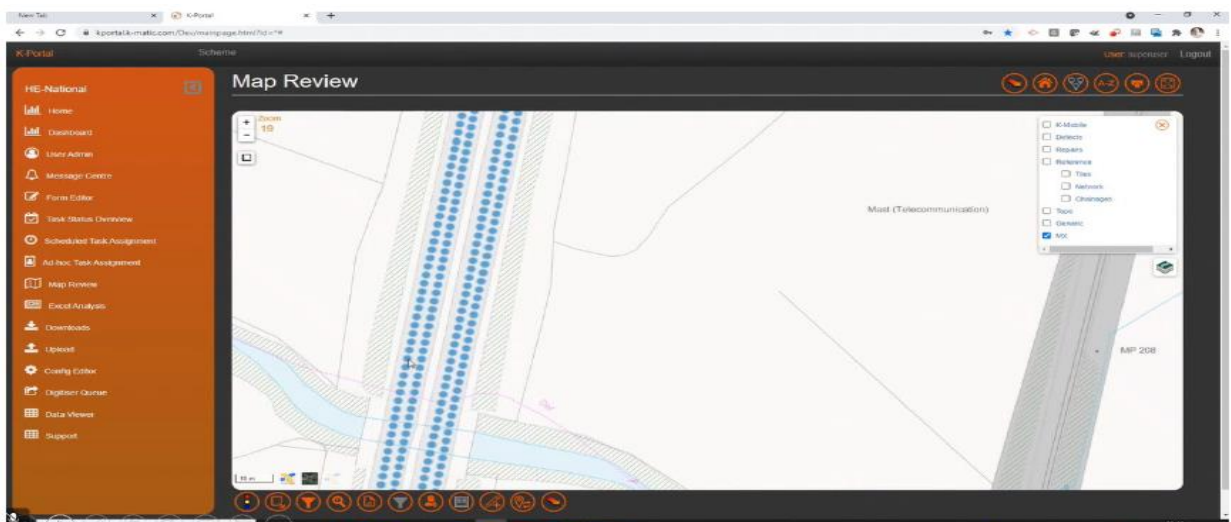 New Tab
K-Portal
kportal.k-matic.com/Dev/mainpage.html?id=*#
K-Portal
Scheme
User: superuser
Logout
HE-National
Map Review
Home
Dashboard
User Admin
Message Centre
Form Editor
Task Status Overview
Scheduled Task Assignment
Ad-hoc Task Assignment
Map Review
Excel Analysis
Downloads
Upload
Config Editor
Digitiser Queue
Data Viewer
Support
A-Z
+
Zoom
19
-
K-Mobile
Defects
Repairs
Reference
Tiles
Network
Chainages
Topo
Generic
MX
Mast (Telecommunication)
MP 208
10 m